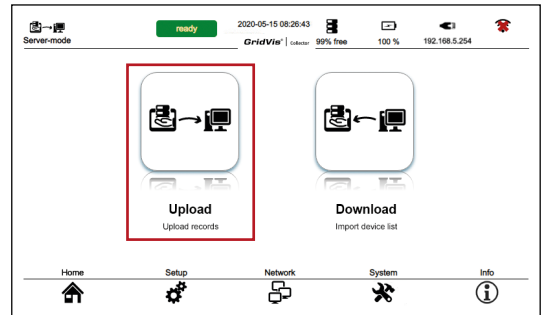 ready
2020-05-15 08:26:43
Server-mode
GridVis® | Collector
99% free
100 %
192.168.5.254
Upload
Download
Upload records
Import device list
Home
Setup
Network
System
Info